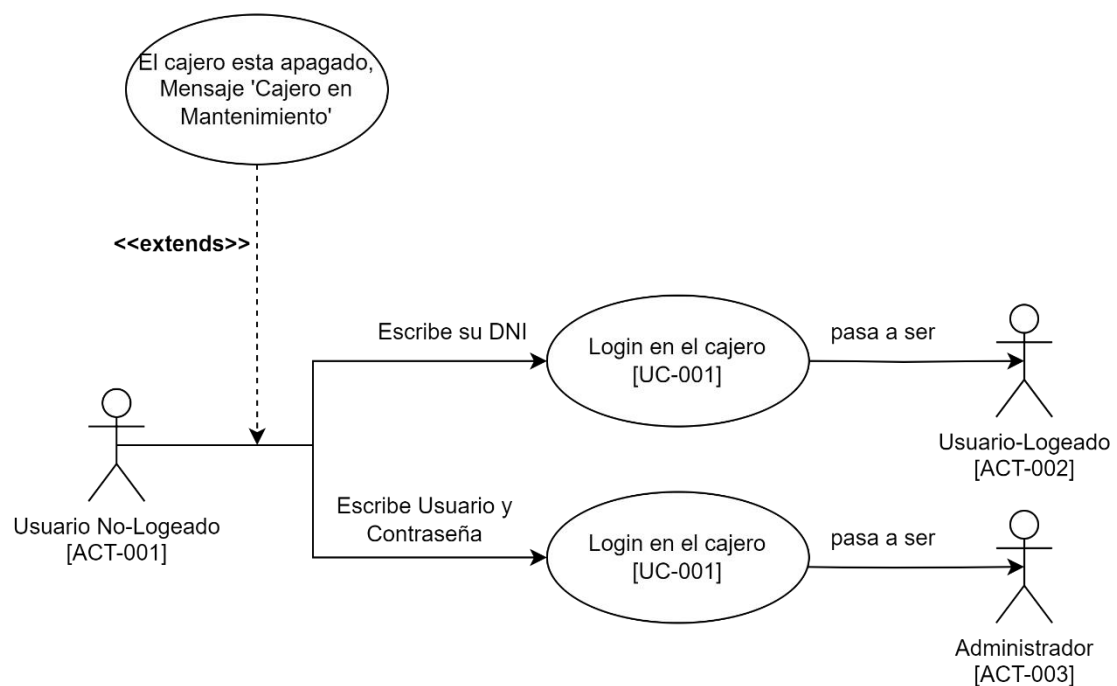 El cajero esta apagado,
Mensaje 'Cajero en
Mantenimiento'
<<extends>>
Escribe su DNI
Login en el cajero
[UC-001]
pasa a ser
Usuario-Logeado
[ACT-002]
Usuario No-Logeado
[ACT-001]
Escribe Usuario y
Contraseña
Login en el cajero
[UC-001]
pasa a ser
Administrador
[ACT-003]